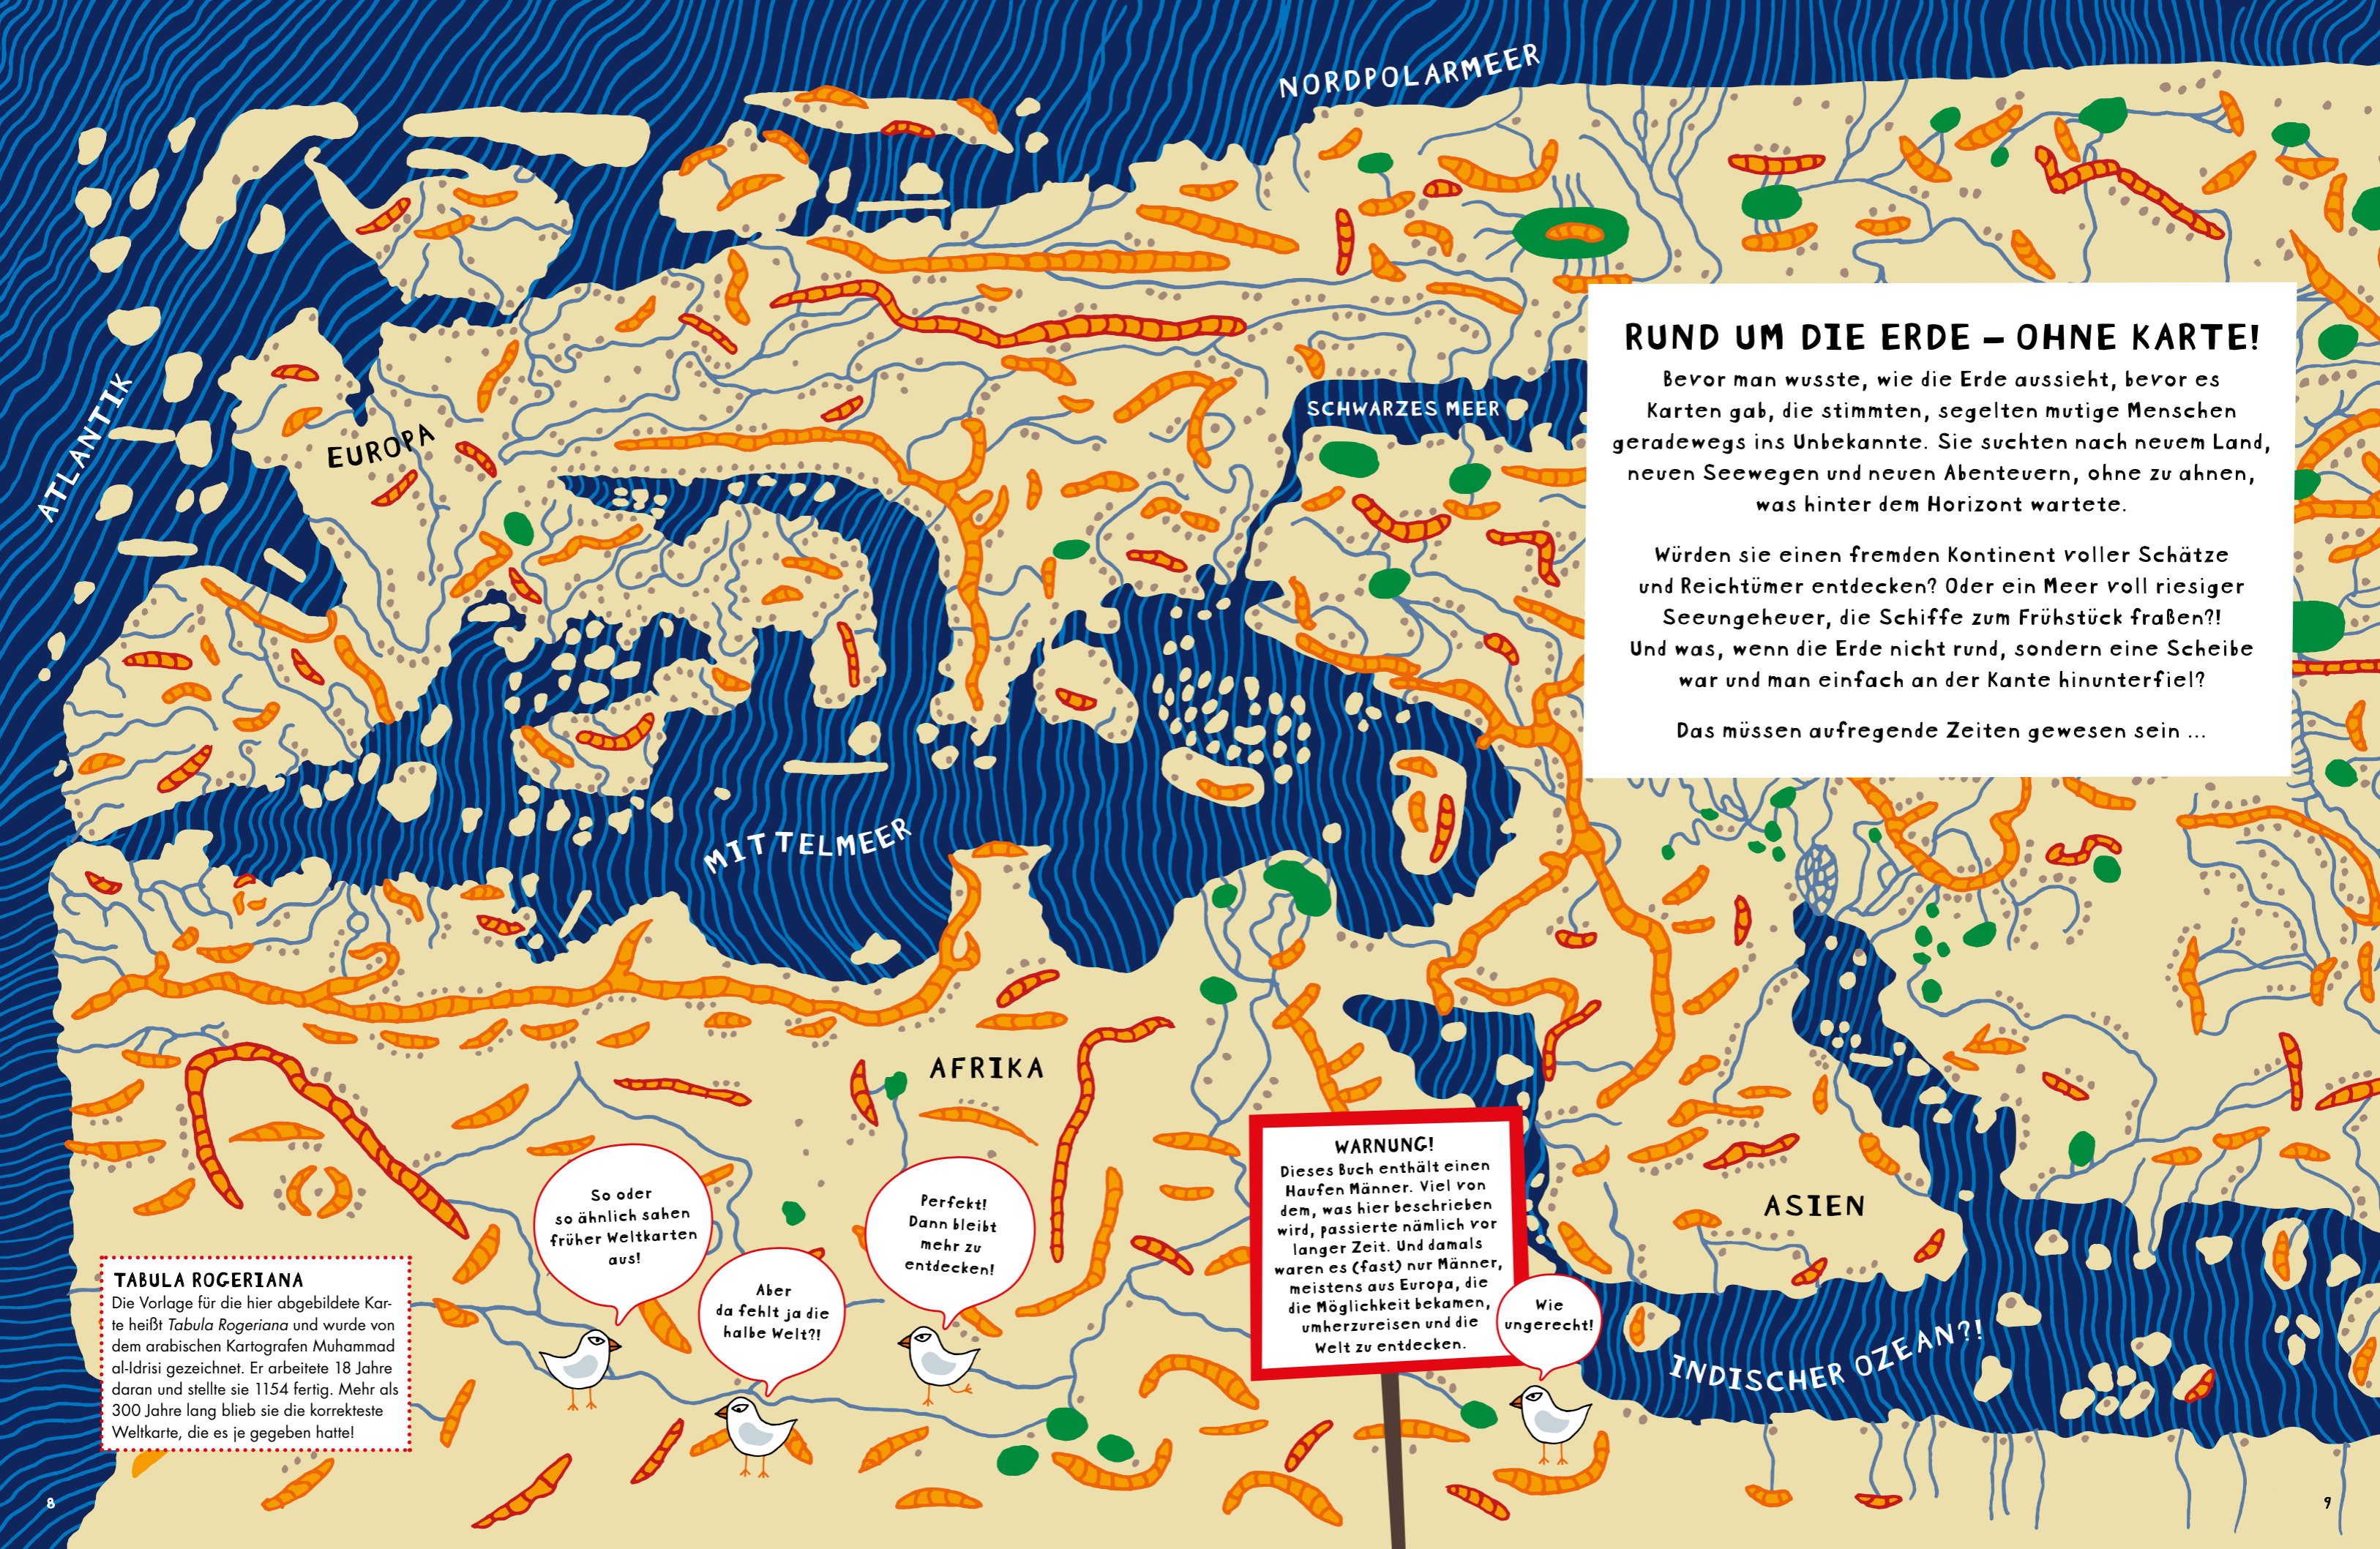 NORDPOLARMEER
ATLANTIK
EUROPA
SCHWARZES MEER
RUND UM DIE ERDE – OHNE KARTE!
Bevor man wusste, wie die Erde aussieht, bevor es
Karten gab, die stimmten, segelten mutige Menschen
geradewegs ins Unbekannte. Sie suchten nach neuem Land,
neuen Seewegen und neuen Abenteuern, ohne zu ahnen,
was hinter dem Horizont wartete.
Würden sie einen fremden Kontinent voller Schätze
und Reichtümer entdecken? Oder ein Meer voll riesiger
Seeungeheuer, die Schiffe zum Frühstück fraßen?!
Und was, wenn die Erde nicht rund, sondern eine Scheibe
war und man einfach an der Kante hinunterfiel?
Das müssen aufregende Zeiten gewesen sein ...
MITTELMEER
AFRIKA
ASIEN
INDISCHER OZEAN?!
TABULA ROGERIANA
Die Vorlage für die hier abgebildete Kar-
te heißt Tabula Rogeriana und wurde von
dem arabischen Kartografen Muhammad
al-Idrisi gezeichnet. Er arbeitete 18 Jahre
daran und stellte sie 1154 fertig. Mehr als
300 Jahre lang blieb sie die korrekteste
Weltkarte, die es je gegeben hatte!
So oder
so ähnlich sahen
früher Weltkarten
aus!
Aber
da fehlt ja die
halbe Welt?!
Perfekt!
Dann bleibt
mehr zu
entdecken!
WARNUNG!
Dieses Buch enthält einen
Haufen Männer. Viel von
dem, was hier beschrieben
wird, passierte nämlich vor
langer Zeit. Und damals
waren es (fast) nur Männer,
meistens aus Europa, die
die Möglichkeit bekamen,
umherzureisen und die
Welt zu entdecken.
Wie
ungerecht!
8
9